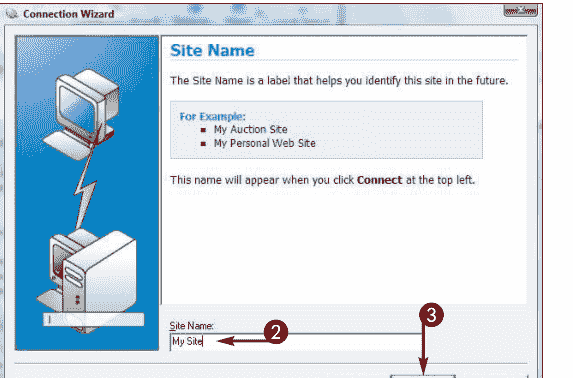 Connection Wizard
Site Name
The Site Name is a label that helps you identify this site in the future.
For Example:
My Auction Site
My Personal Web Site
This name will appear when you click Connect at the top left.
3
Site Name:
My Site
2